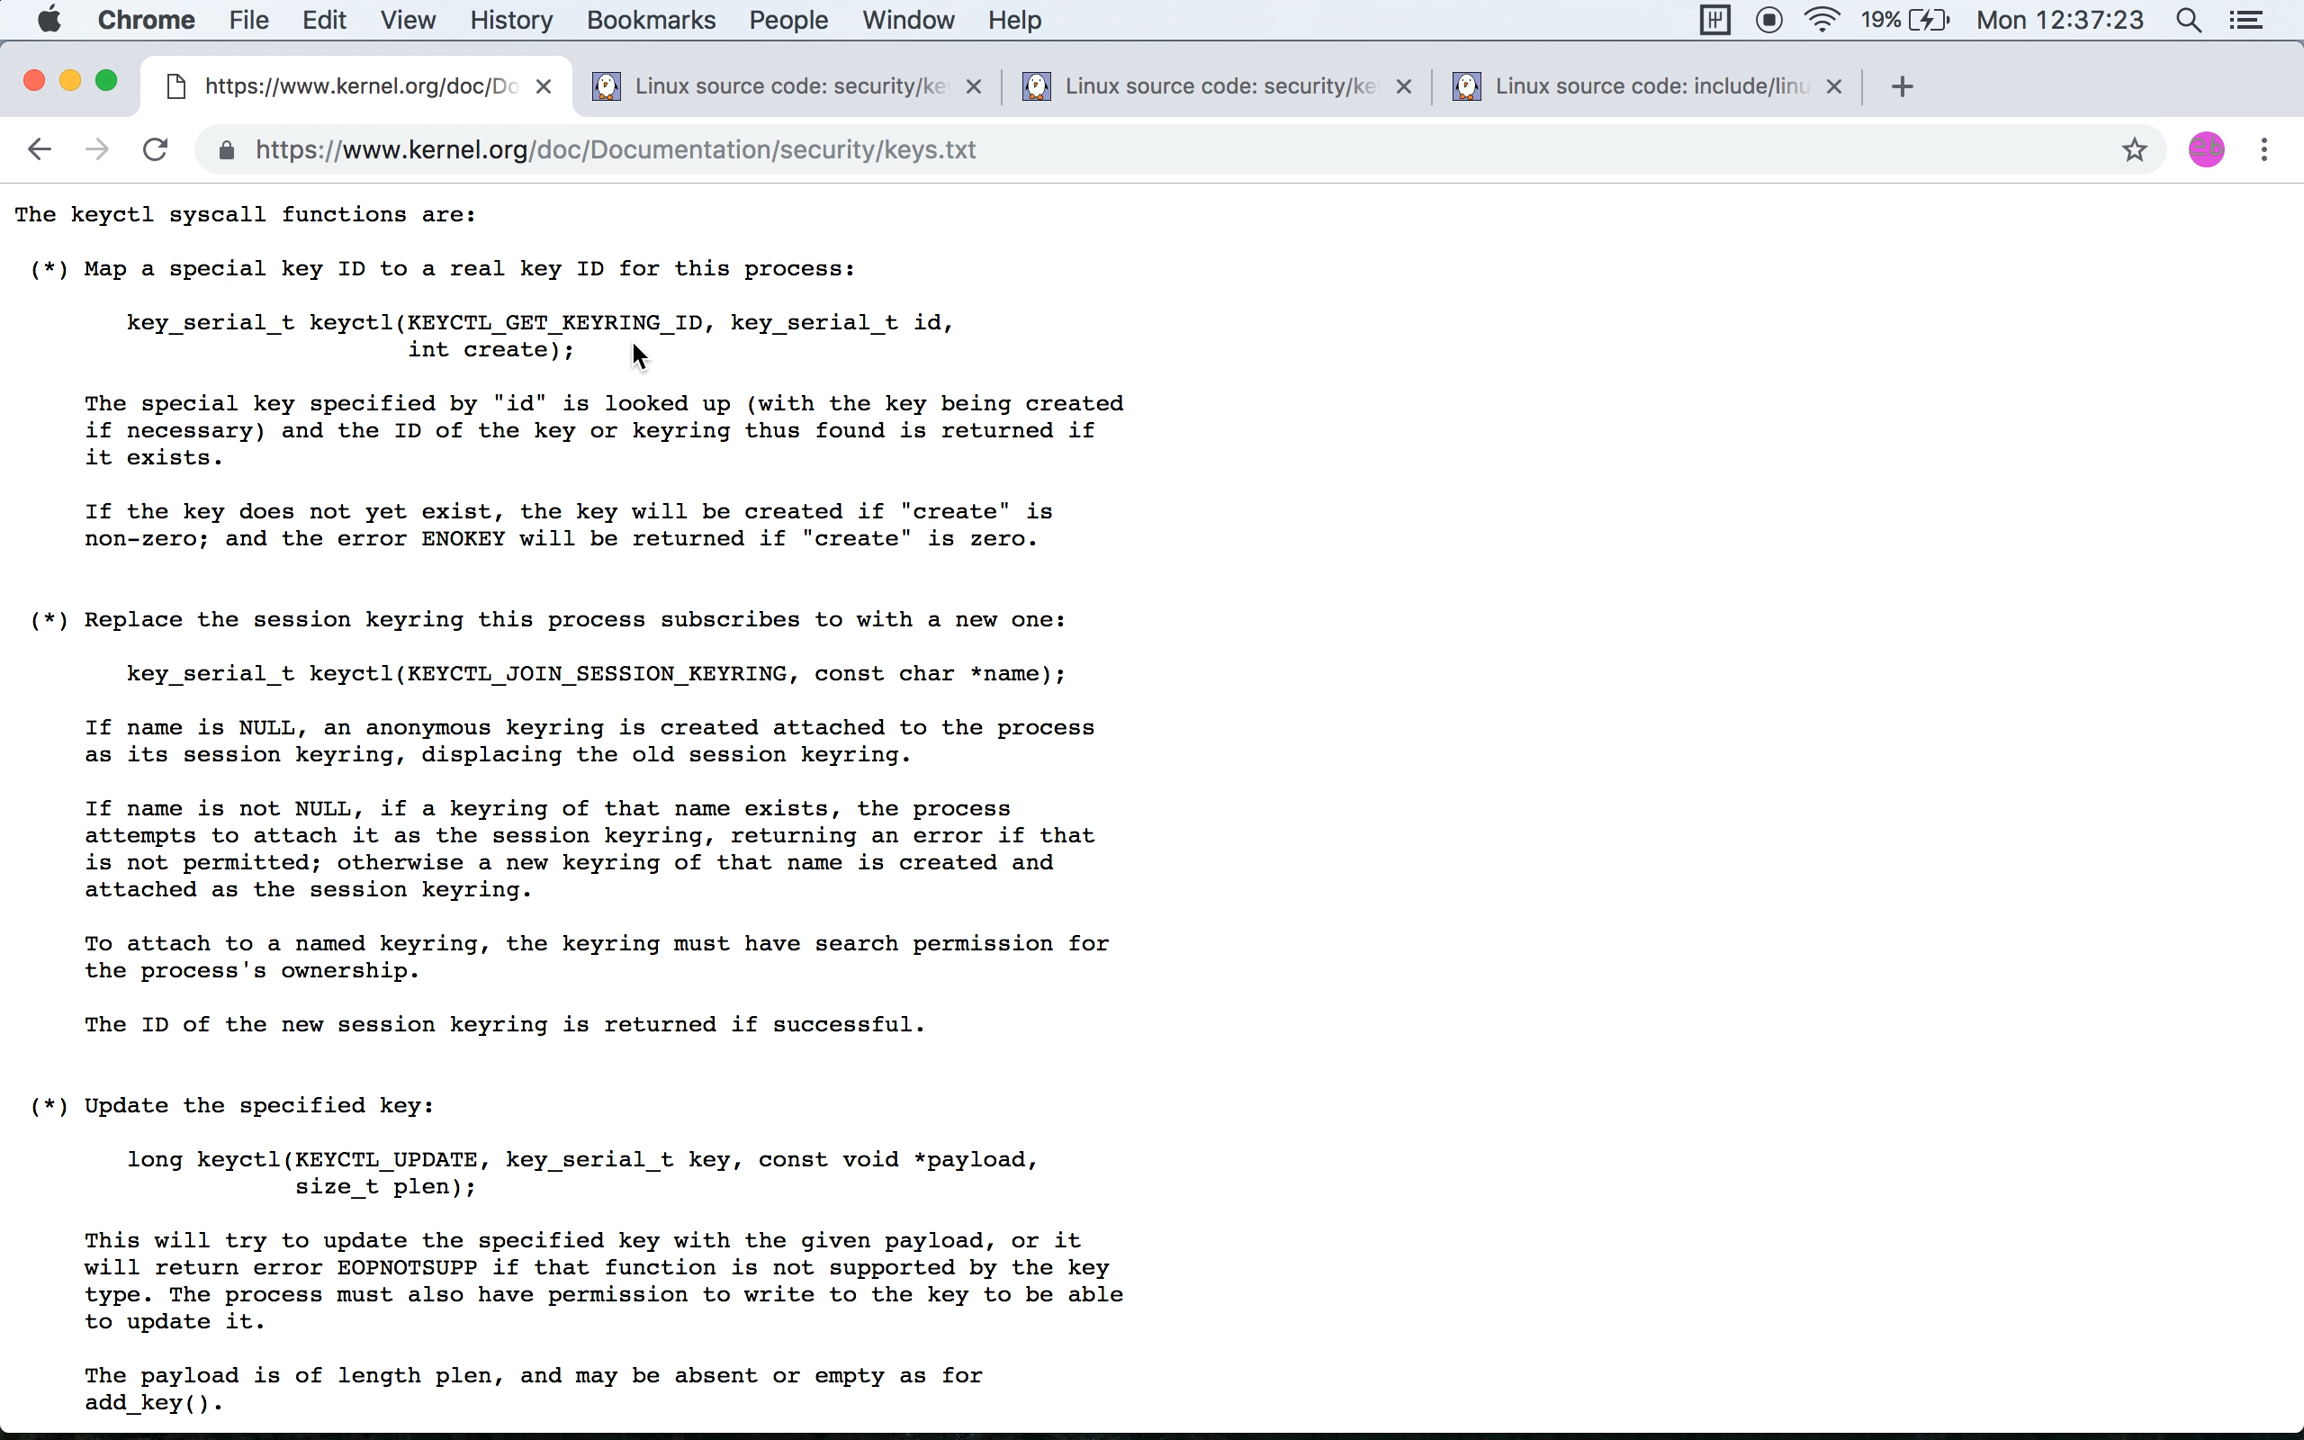 Chrome File Edit View History Bookmarks People Window Help 19% Mon 12:37:23
https://www.kernel.org/doc/Do Linux source code: security/ke Linux source code: security/ke Linux source code: include/linu
https://www.kernel.org/doc/Documentation/security/keys.txt
The keyctl syscall functions are:
(*) Map a special key ID to a real key ID for this process:
key_serial_t keyctl(KEYCTL_GET_KEYRING_ID, key_serial_t id,
int create);
The special key specified by "id" is looked up (with the key being created
if necessary) and the ID of the key or keyring thus found is returned if
it exists.
If the key does not yet exist, the key will be created if "create" is
non-zero; and the error ENOKEY will be returned if "create" is zero.
(*) Replace the session keyring this process subscribes to with a new one:
key_serial_t keyctl(KEYCTL_JOIN_SESSION_KEYRING, const char *name);
If name is NULL, an anonymous keyring is created attached to the process
as its session keyring, displacing the old session keyring.
If name is not NULL, if a keyring of that name exists, the process
attempts to attach it as the session keyring, returning an error if that
is not permitted; otherwise a new keyring of that name is created and
attached as the session keyring.
To attach to a named keyring, the keyring must have search permission for
the process's ownership.
The ID of the new session keyring is returned if successful.
(*) Update the specified key:
long keyctl(KEYCTL_UPDATE, key_serial_t key, const void *payload,
size_t plen);
This will try to update the specified key with the given payload, or it
will return error EOPNOTSUPP if that function is not supported by the key
type. The process must also have permission to write to the key to be able
to update it.
The payload is of length plen, and may be absent or empty as for
add_key().